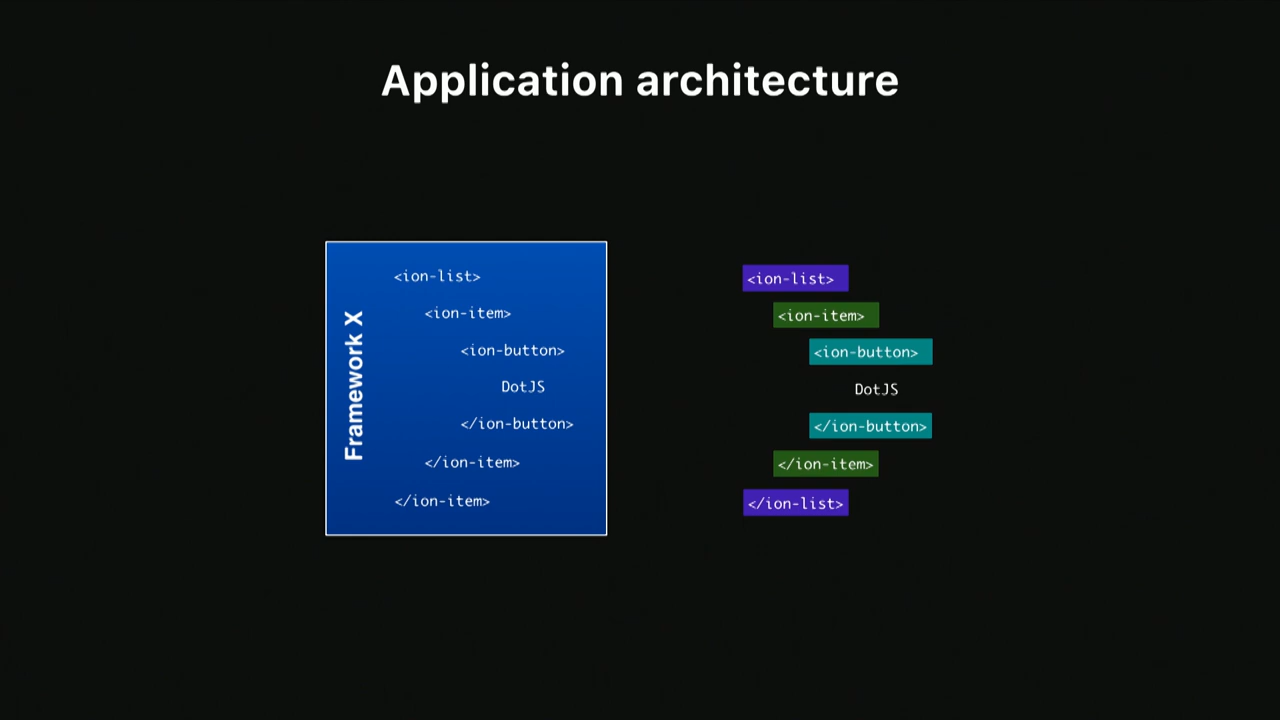 Application architecture
Framework X
<ion-list>
<ion-item>
<ion-button>
DotJS
</ion-button>
</ion-item>
</ion-item>
<ion-list>
<ion-item>
<ion-button>
DotJS
</ion-button>
</ion-item>
</ion-list>